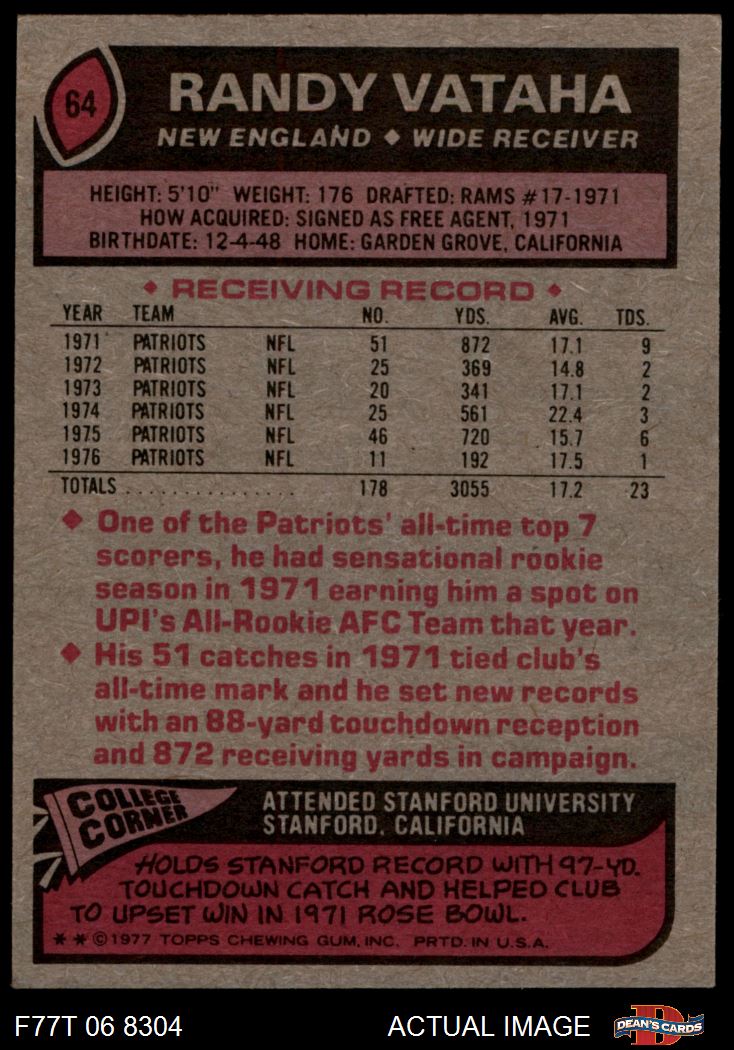 64
RANDY VATAHA
NEW ENGLAND ◆ WIDE RECEIVER
HEIGHT: 5'10" WEIGHT: 176 DRAFTED: RAMS #17-1971
HOW ACQUIRED: SIGNED AS FREE AGENT, 1971
BIRTHDATE: 12-4-48 HOME: GARDEN GROVE, CALIFORNIA
◆ RECEIVING RECORD ◆
YEAR TEAM NO. YDS. AVG. TDS.
1971 PATRIOTS NFL 51 872 17.1 9
1972 PATRIOTS NFL 25 369 14.8 2
1973 PATRIOTS NFL 20 341 17.1 2
1974 PATRIOTS NFL 25 561 22.4 3
1975 PATRIOTS NFL 46 720 15.7 6
1976 PATRIOTS NFL 11 192 17.5 1
TOTALS ................ 178 3055 17.2 23
◆ One of the Patriots' all-time top 7
scorers, he had sensational rookie
season in 1971 earning him a spot on
UPI's All-Rookie AFC Team that year.
◆ His 51 catches in 1971 tied club's
all-time mark and he set new records
with an 88-yard touchdown reception
and 872 receiving yards in campaign.
COLLEGE
CORNER
ATTENDED STANFORD UNIVERSITY
STANFORD, CALIFORNIA
HOLDS STANFORD RECORD WITH 97-YD.
TOUCHDOWN CATCH AND HELPED CLUB
TO UPSET WIN IN 1971 ROSE BOWL.
* * © 1977 TOPPS CHEWING GUM, INC. PRTD. IN U.S.A.
F77T 06 8304 ACTUAL IMAGE
D
DEAN'S CARDS